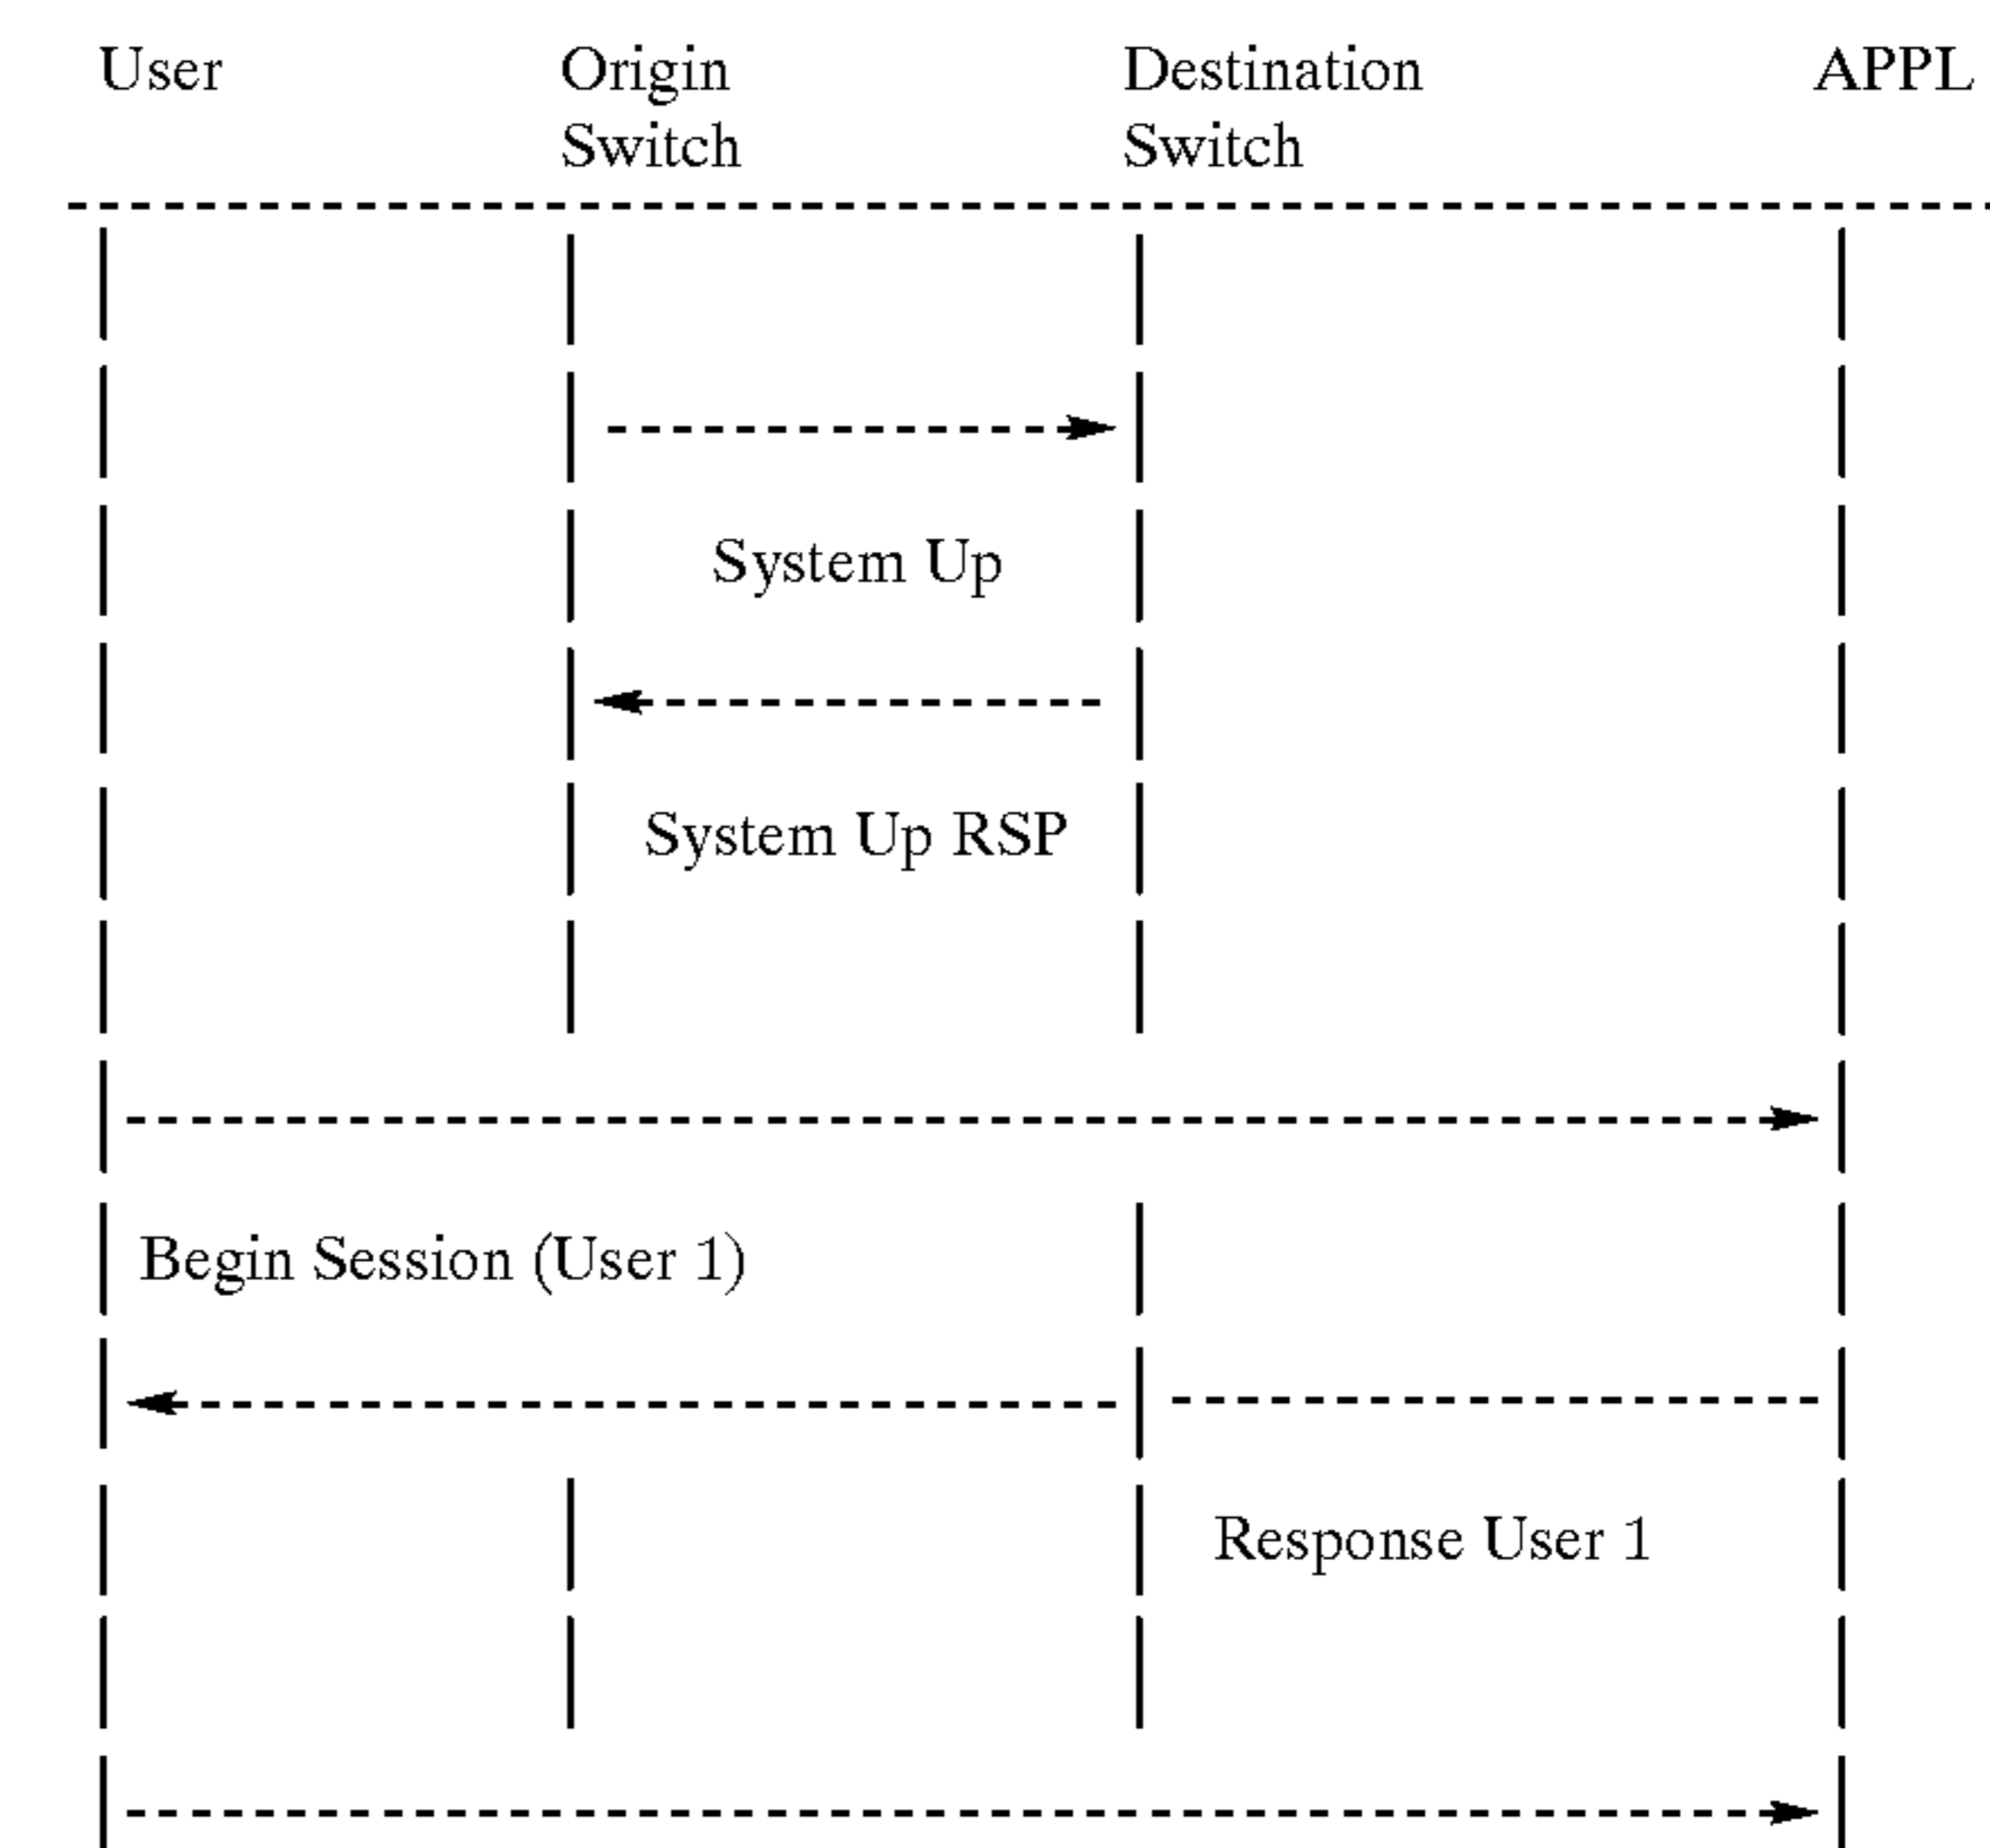 User Origin Destination APPL
Switch Switch
System Up
System Up RSP
Begin Session (User 1)
Response User 1